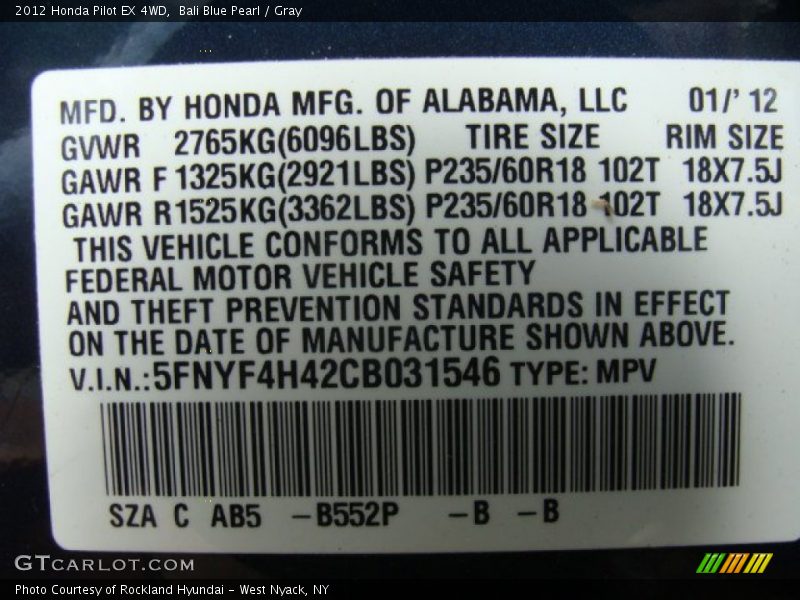 2012 Honda Pilot EX 4WD, Bali Blue Pearl / Gray
MFD. BY HONDA MFG. OF ALABAMA, LLC 01/' 12
GVWR 2765KG(6096LBS) TIRE SIZE RIM SIZE
GAWR F 1325KG(2921LBS) P235/60R18 102T 18X7.5J
GAWR R1525KG(3362LBS) P235/60R18 102T 18X7.5J
THIS VEHICLE CONFORMS TO ALL APPLICABLE
FEDERAL MOTOR VEHICLE SAFETY
AND THEFT PREVENTION STANDARDS IN EFFECT
ON THE DATE OF MANUFACTURE SHOWN ABOVE.
V.I.N.:5FNYF4H42CB031546 TYPE: MPV
SZA C AB5 -B552P -B -B
GTcarlot.com
Photo Courtesy of Rockland Hyundai - West Nyack, NY